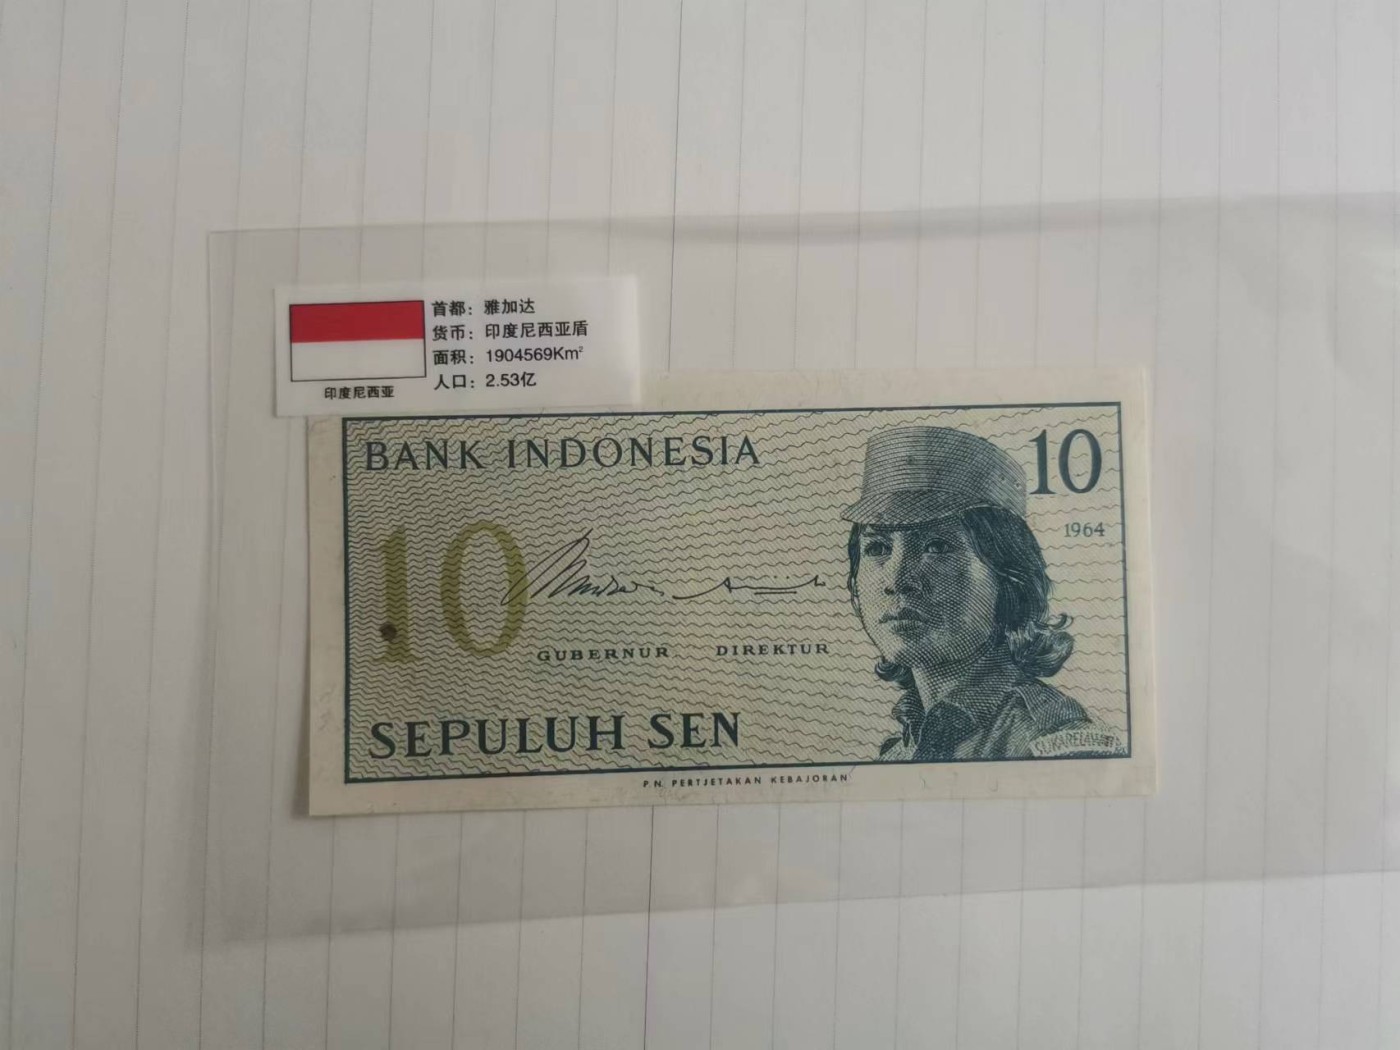 首都：雅加达
货币：印度尼西亚盾
面积：1904569Km²
人口：2.53亿
印度尼西亚
BANK INDONESIA
10
1964
10
GUBERNUR DIREKTUR
SEPULUH SEN
P.N. PERTJETAKAN KEBAJORAN